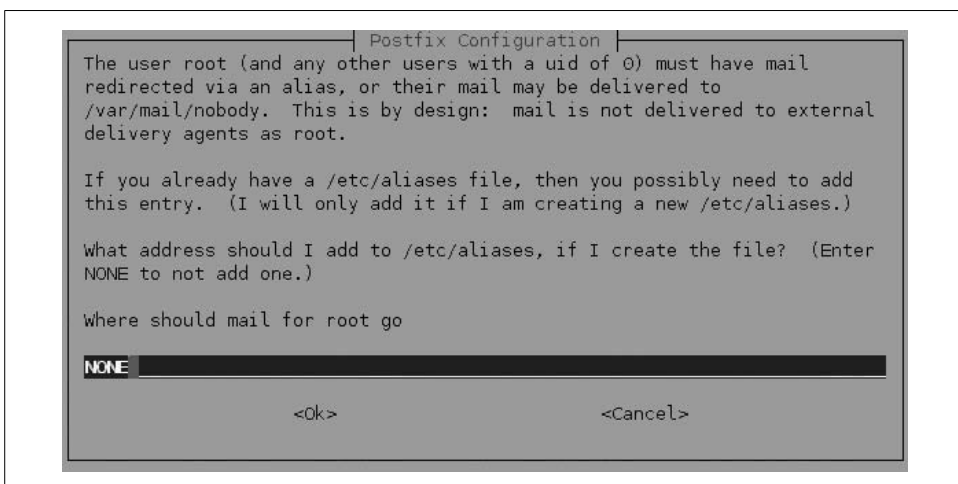 Postfix Configuration
The user root (and any other users with a uid of 0) must have mail
redirected via an alias, or their mail may be delivered to
/var/mail/nobody.  This is by design:  mail is not delivered to external
delivery agents as root.
If you already have a /etc/aliases file, then you possibly need to add
this entry.  (I will only add it if I am creating a new /etc/aliases.)
What address should I add to /etc/aliases, if I create the file?  (Enter
NONE to not add one.)
Where should mail for root go
NONE
<Ok> <Cancel>